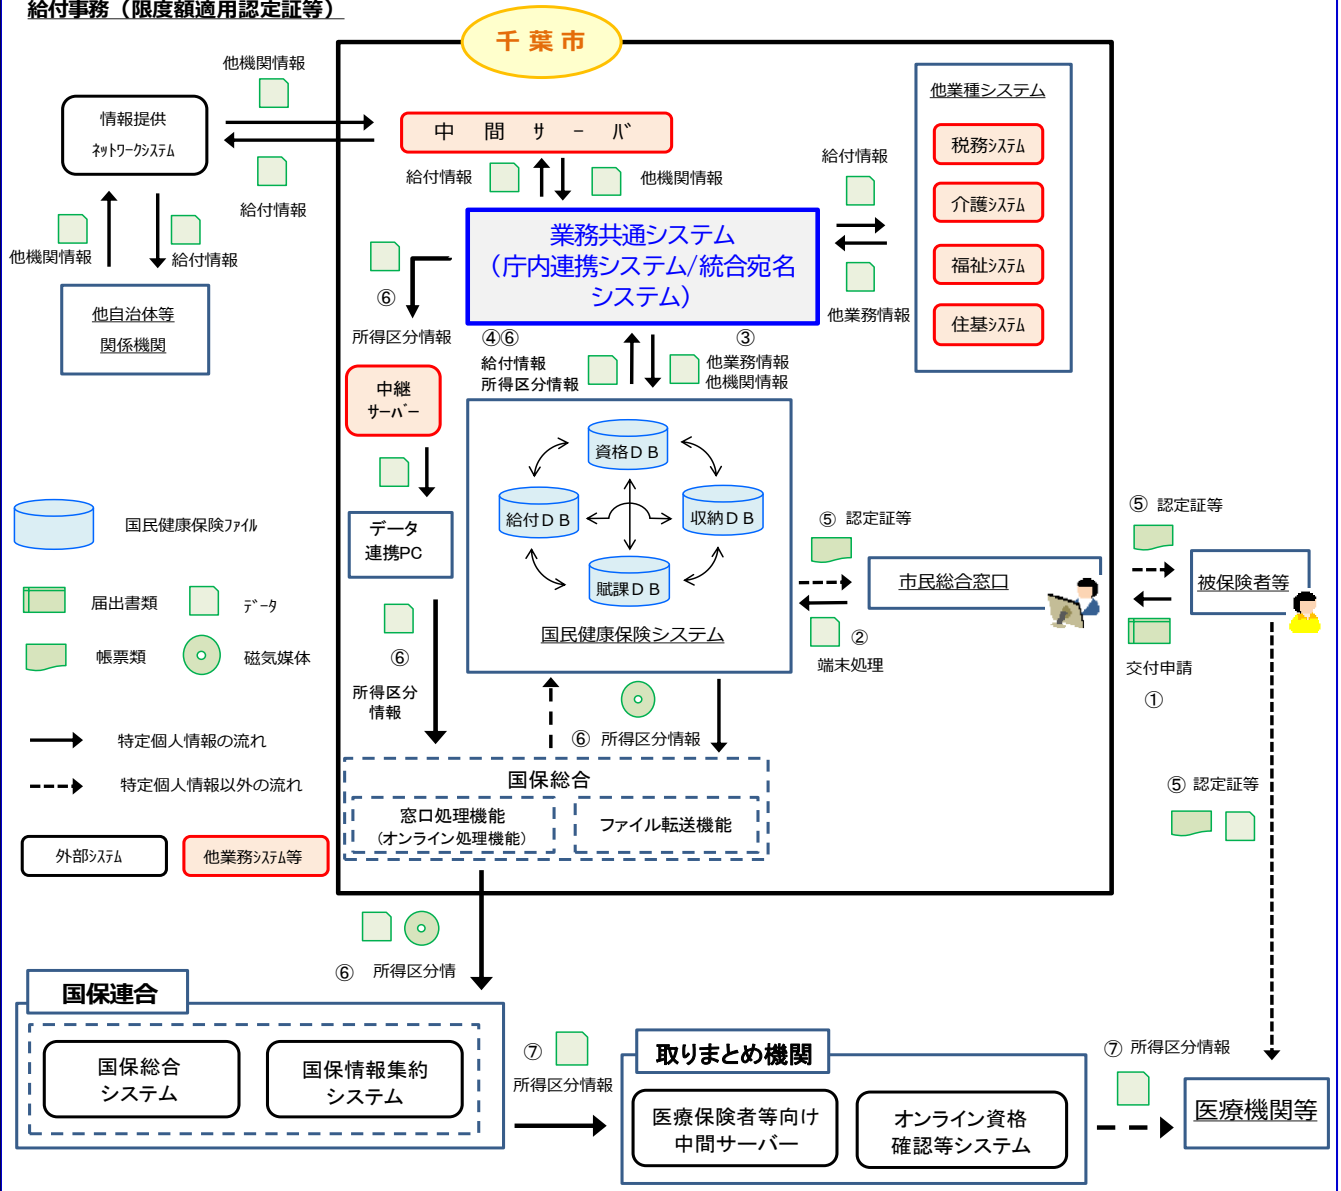 給付事務（限度額適用認定証等）
千 葉 市
他機関情報
情報提供
ﾈｯﾄﾜｰｸｼｽﾃﾑ
給付情報
他機関情報
給付情報
他自治体等
関係機関
中 間 ｻ ｰ ﾊﾞ
給付情報
他機関情報
業務共通システム
（庁内連携システム/統合宛名
システム）
給付情報
他業務情報
他業種システム
税務ｼｽﾃﾑ
介護ｼｽﾃﾑ
福祉ｼｽﾃﾑ
住基ｼｽﾃﾑ
⑥
所得区分情報
④⑥
給付情報
所得区分情報
③
他業務情報
他機関情報
中継
ｻｰﾊﾞｰ
データ
連携PC
⑥
所得区分
情報
資格ＤＢ
給付ＤＢ
収納ＤＢ
賦課ＤＢ
国民健康保険システム
⑤ 認定証等
②
端末処理
市民総合窓口
⑤ 認定証等
被保険者等
交付申請
①
国民健康保険ﾌｧｲﾙ
届出書類
ﾃﾞｰﾀ
帳票類
磁気媒体
特定個人情報の流れ
特定個人情報以外の流れ
外部ｼｽﾃﾑ
他業務ｼｽﾃﾑ等
⑥ 所得区分情報
国保総合
窓口処理機能
（オンライン処理機能）
ファイル転送機能
⑤ 認定証等
⑥ 所得区分情
国保連合
国保総合
システム
国保情報集約
システム
⑦
所得区分情報
取りまとめ機関
医療保険者等向け
中間サーバー
オンライン資格
確認等システム
⑦ 所得区分情報
医療機関等